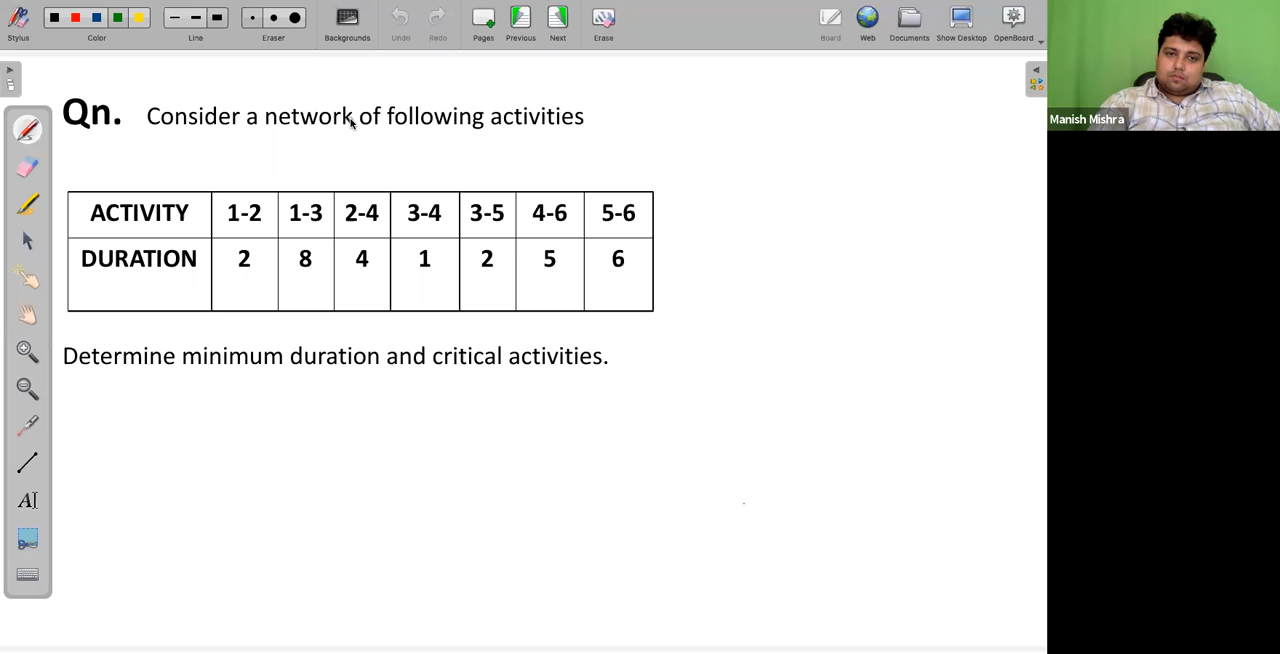 Stylus Color Line Eraser Backgrounds Undo Redo Pages Previous Next Erase Board Web Documents Show Desktop OpenBoard
Qn. Consider a network of following activities
Manish Mishra
ACTIVITY 1-2 1-3 2-4 3-4 3-5 4-6 5-6
DURATION 2 8 4 1 2 5 6
Determine minimum duration and critical activities.
AI